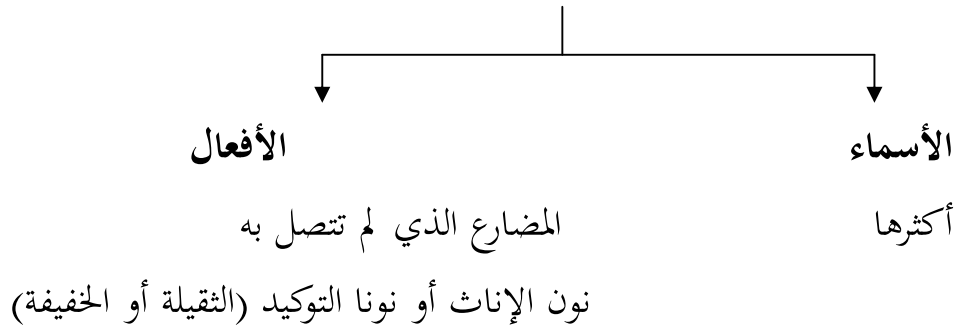 الأسماء
الأفعال
أكثرها
المضارع الذي لم تتصل به
نون الإناث أو نونا التوكيد (الثقيلة أو الخفيفة)